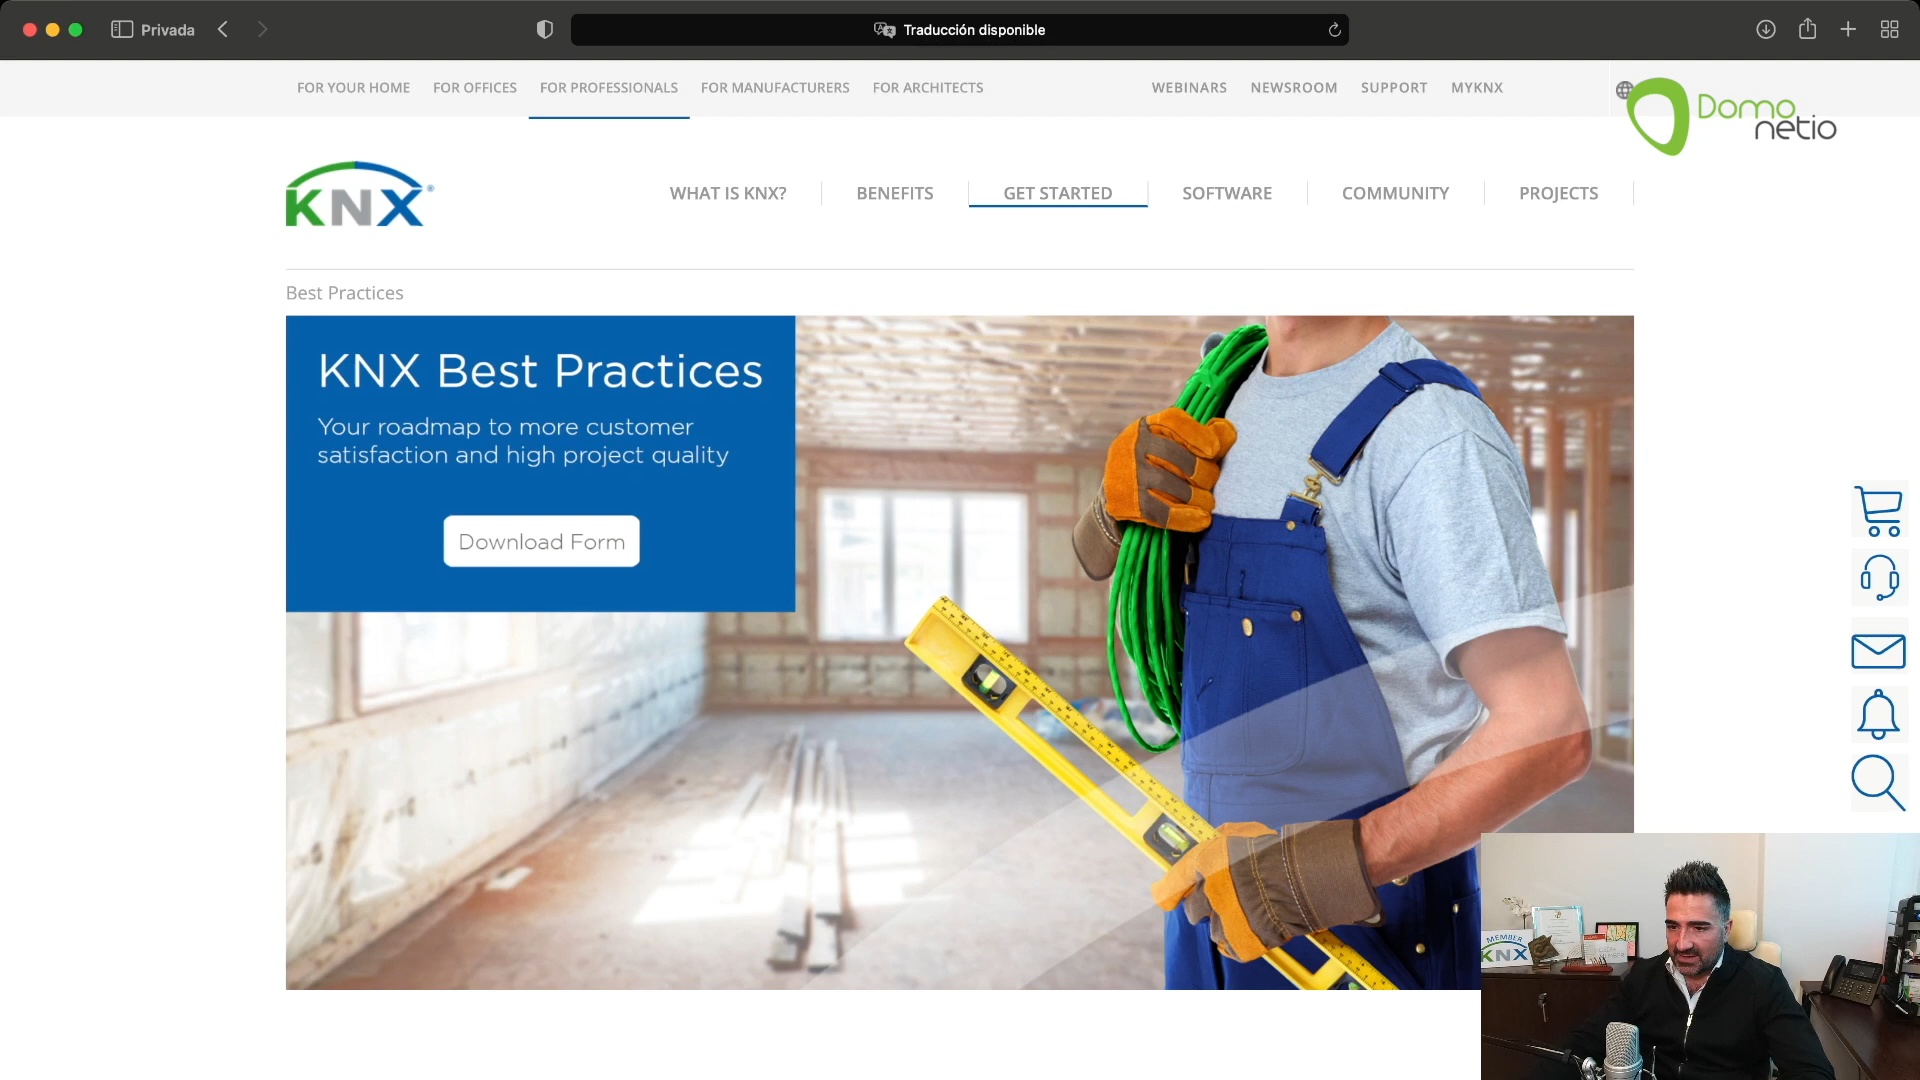 Privada
Traducción disponible
FOR YOUR HOME
FOR OFFICES
FOR PROFESSIONALS
FOR MANUFACTURERS
FOR ARCHITECTS
WEBINARS
NEWSROOM
SUPPORT
MYKNX
Domo
netio
KNX®
WHAT IS KNX?
BENEFITS
GET STARTED
SOFTWARE
COMMUNITY
PROJECTS
Best Practices
KNX Best Practices
Your roadmap to more customer
satisfaction and high project quality
Download Form
MEMBER
KNX